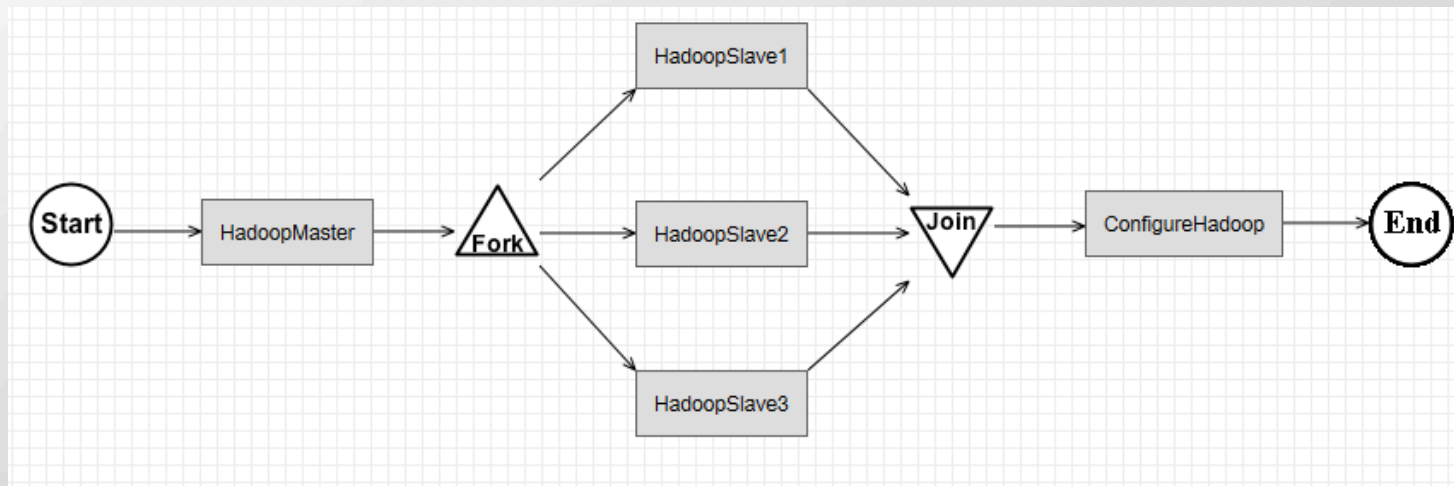 HadoopSlave1
Start
HadoopMaster
Fork
HadoopSlave2
Join
ConfigureHadoop
End
HadoopSlave3